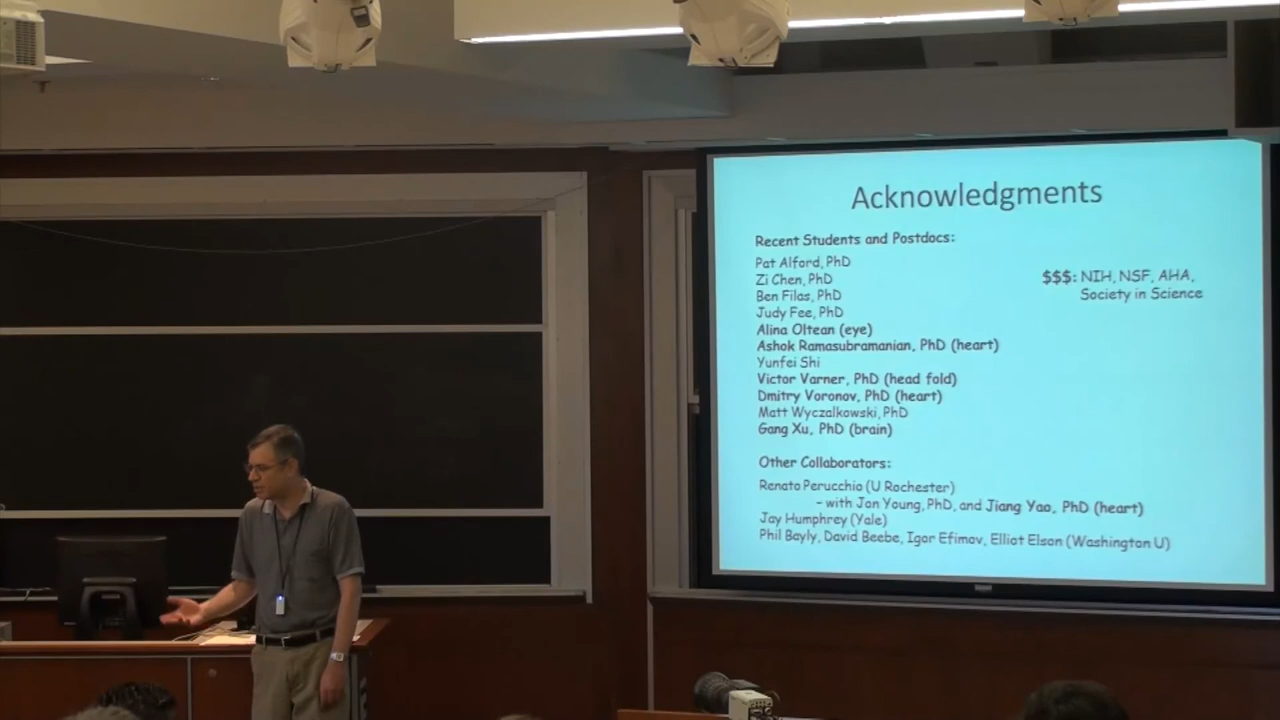 Acknowledgments
Recent Students and Postdocs:
Pat Alford, PhD
Zi Chen, PhD
Ben Filas, PhD
Judy Fee, PhD
Alina Oltean (eye)
Ashok Ramasubramanian, PhD (heart)
Yunfei Shi
Victor Varner, PhD (head fold)
Dmitry Voronov, PhD (heart)
Matt Wyczalkowski, PhD
Gang Xu, PhD (brain)
$$$: NIH, NSF, AHA,
Society in Science
Other Collaborators:
Renato Perucchio (U Rochester)
– with Jon Young, PhD, and Jiang Yao, PhD (heart)
Jay Humphrey (Yale)
Phil Bayly, David Beebe, Igor Efimov, Elliot Elson (Washington U)